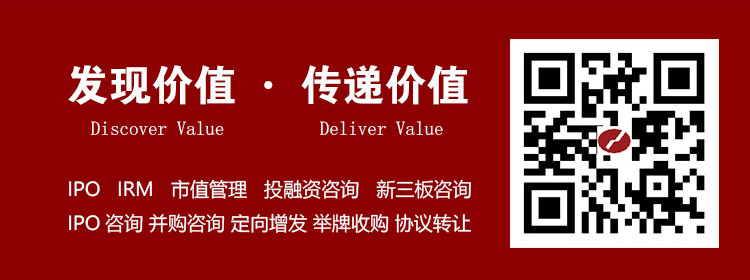 发现价值 · 传递价值
Discover Value Deliver Value
IPO IRM 市值管理 投融资咨询 新三板咨询
IPO 咨询 并购咨询 定向增发 举牌收购 协议转让